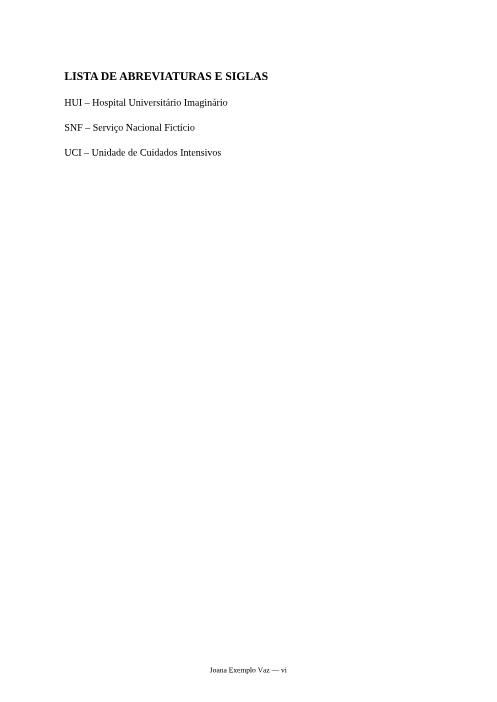 LISTA DE ABREVIATURAS E SIGLAS
HUI – Hospital Universitário Imaginário
SNF – Serviço Nacional Fictício
UCI – Unidade de Cuidados Intensivos
Joana Exemplo Vaz — vi